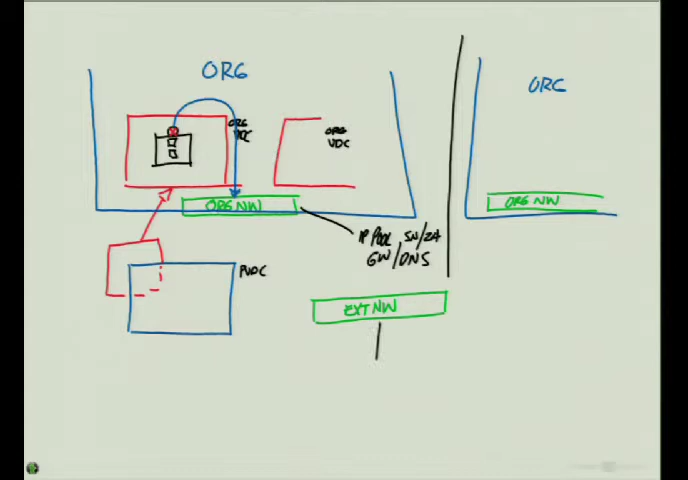 ORG
ORG
VDC
ORG
VDC
ORG NW
IP POOL, SN/24
GW/DNS
PVDC
EXT NW
ORG
ORG NW